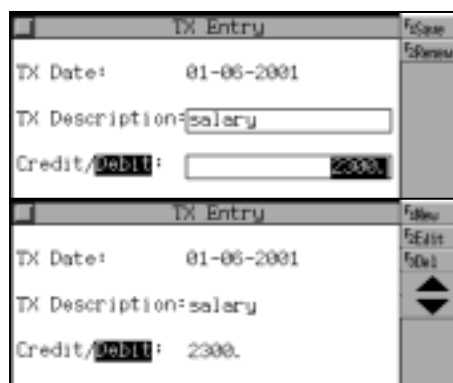 TX Entry
F1Save
F2Renew
TX Date: 01-06-2001
TX Description:salary
Credit/Debit: 2300.
TX Entry
F1New
F2Edit
F3Del
TX Date: 01-06-2001
TX Description:salary
Credit/Debit: 2300.